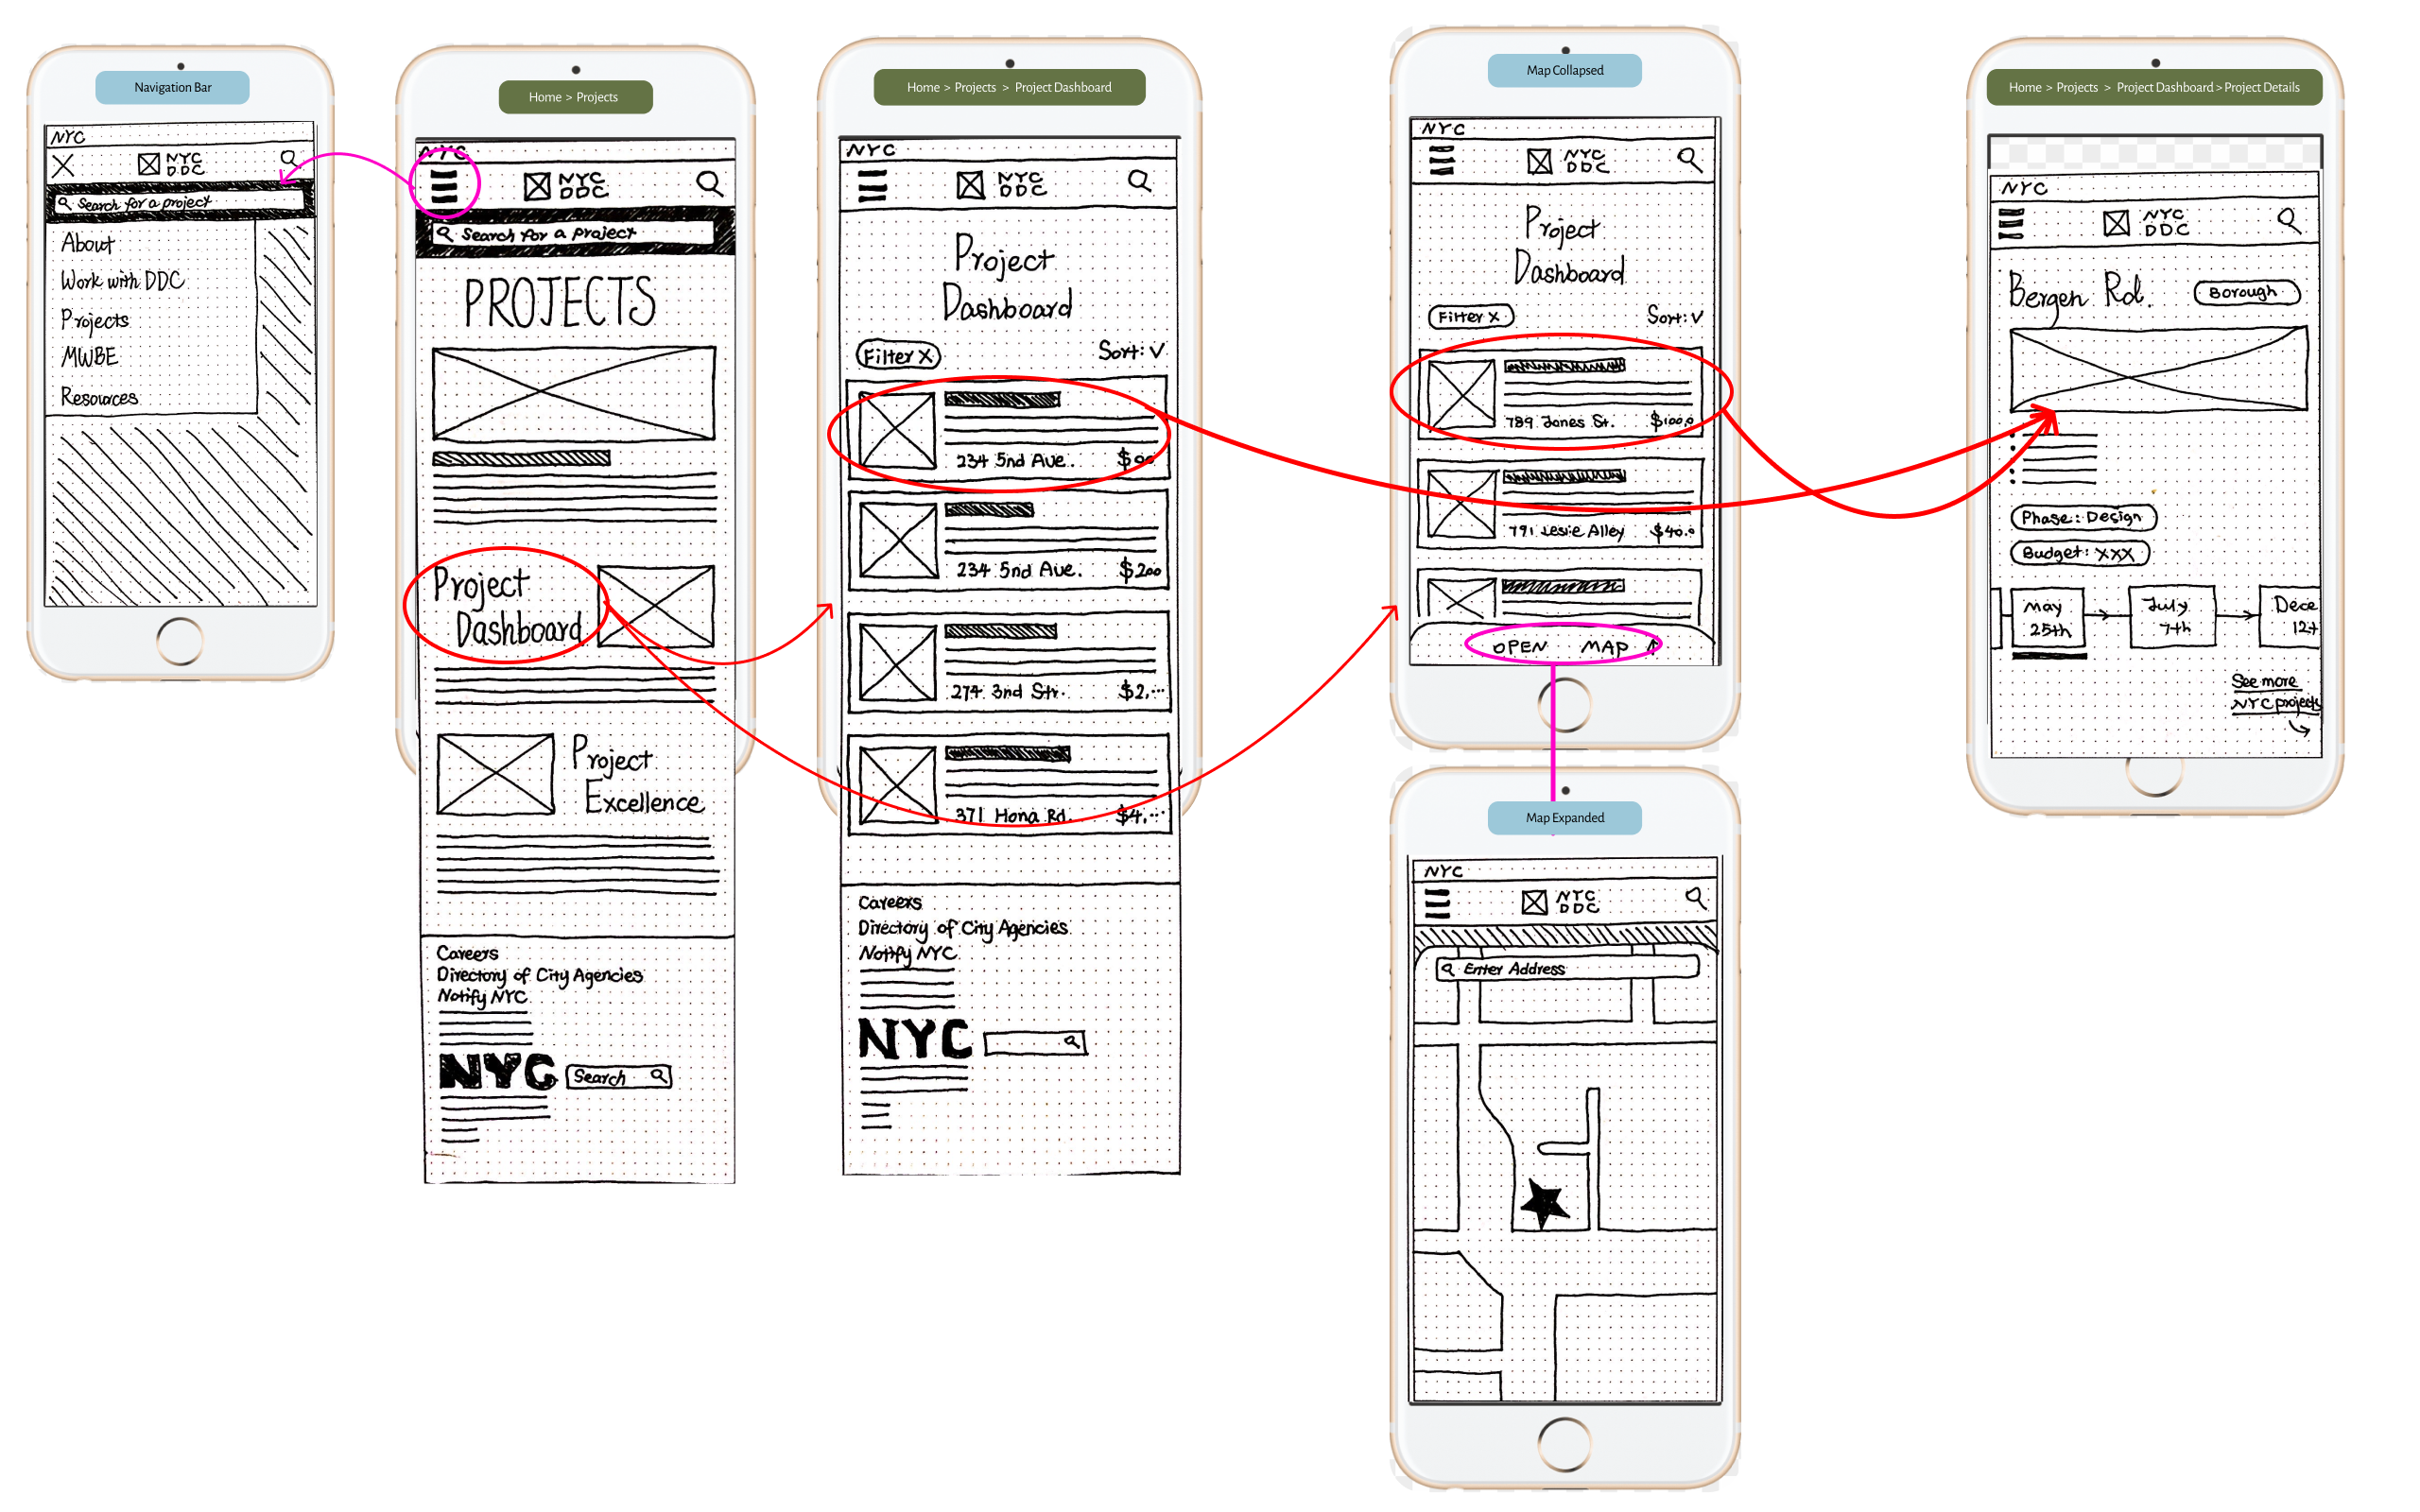 Navigation Bar
NYC
NYC
DDC
Search for a project
About
Work with DDC
Projects
MWBE
Resources
Home > Projects
NYC
NYC
DDC
Search for a project
PROJECTS
Project
Dashboard
Project
Excellence
Careers
Directory of City Agencies
Notify NYC
NYC
Search
Home > Projects > Project Dashboard
NYC
NYC
DDC
Project
Dashboard
Filter X
Sort: V
234 5nd Ave. $00
234 5nd Ave. $200
274 3nd Str. $2,...
371 Hona Rd. $4,...
Careers
Directory of City Agencies
Notify NYC
NYC
Map Collapsed
NYC
NYC
DDC
Project
Dashboard
Filter X
Sort: V
789 Jones St. $100,0
791 Lesie Alley $40.0
OPEN MAP
Map Expanded
NYC
NYC
DDC
Enter Address
Home > Projects > Project Dashboard > Project Details
NYC
NYC
DDC
Bergen Rd.
Borough
Phase: Design
Budget: XXX
May
25th
July
7th
Dece
12t
See more
NYC projects